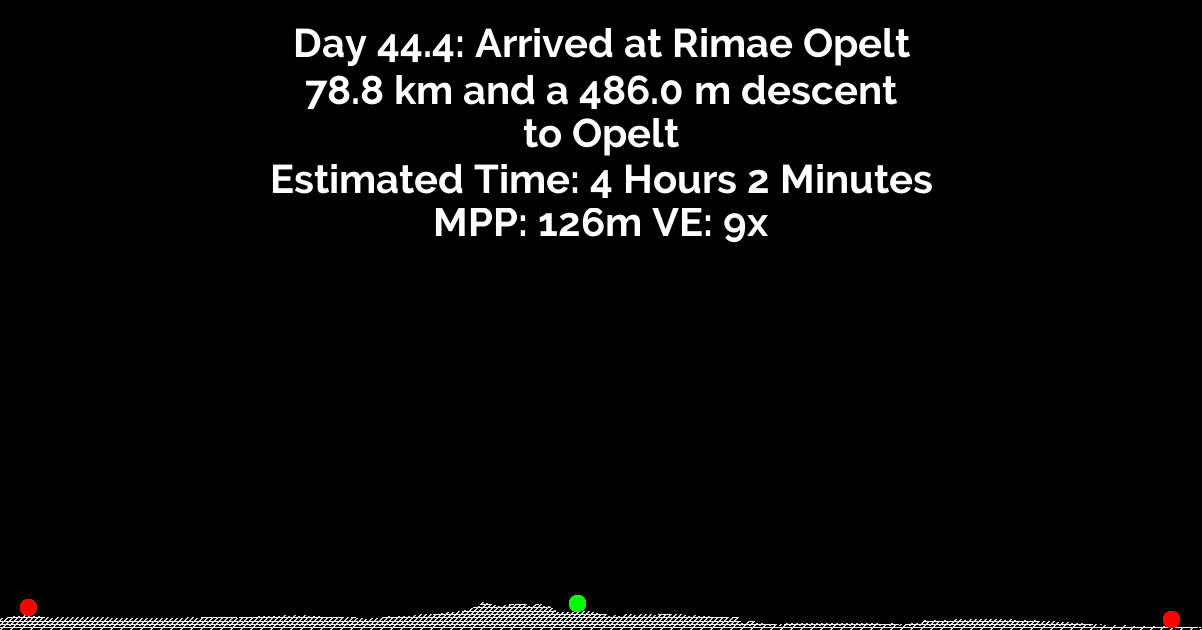 Day 44.4: Arrived at Rimae Opelt
78.8 km and a 486.0 m descent
to Opelt
Estimated Time: 4 Hours 2 Minutes
MPP: 126m VE: 9x